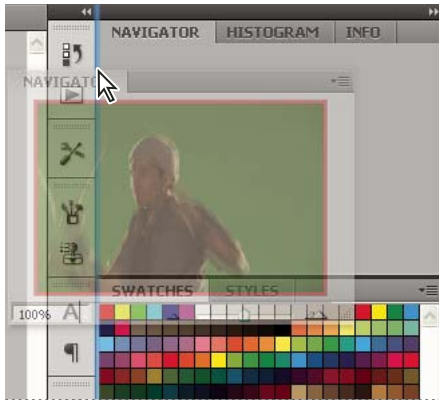 NAVIGATOR HISTOGRAM INFO
NAVIGATOR
SWATCHES STYLES
100% A